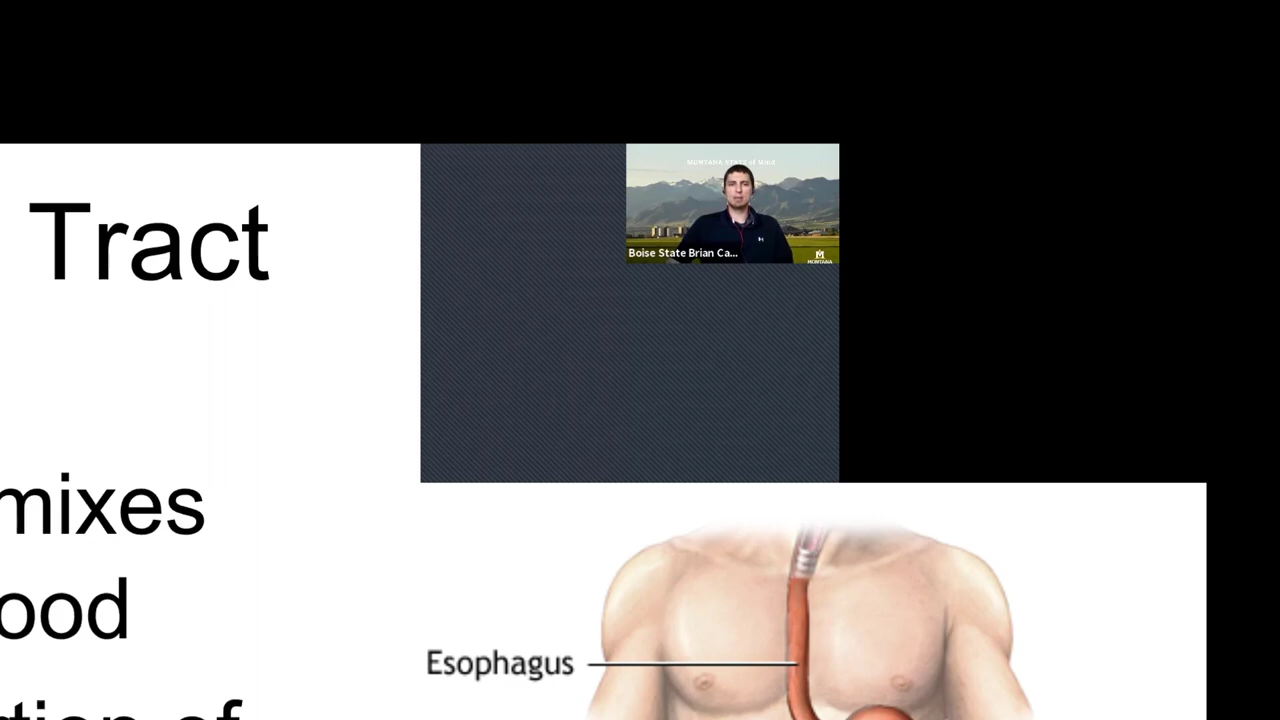 MONTANA STATE of Mind
Tract
Boise State Brian Ca...
MONTANA
mixes
ood
Esophagus
tion of